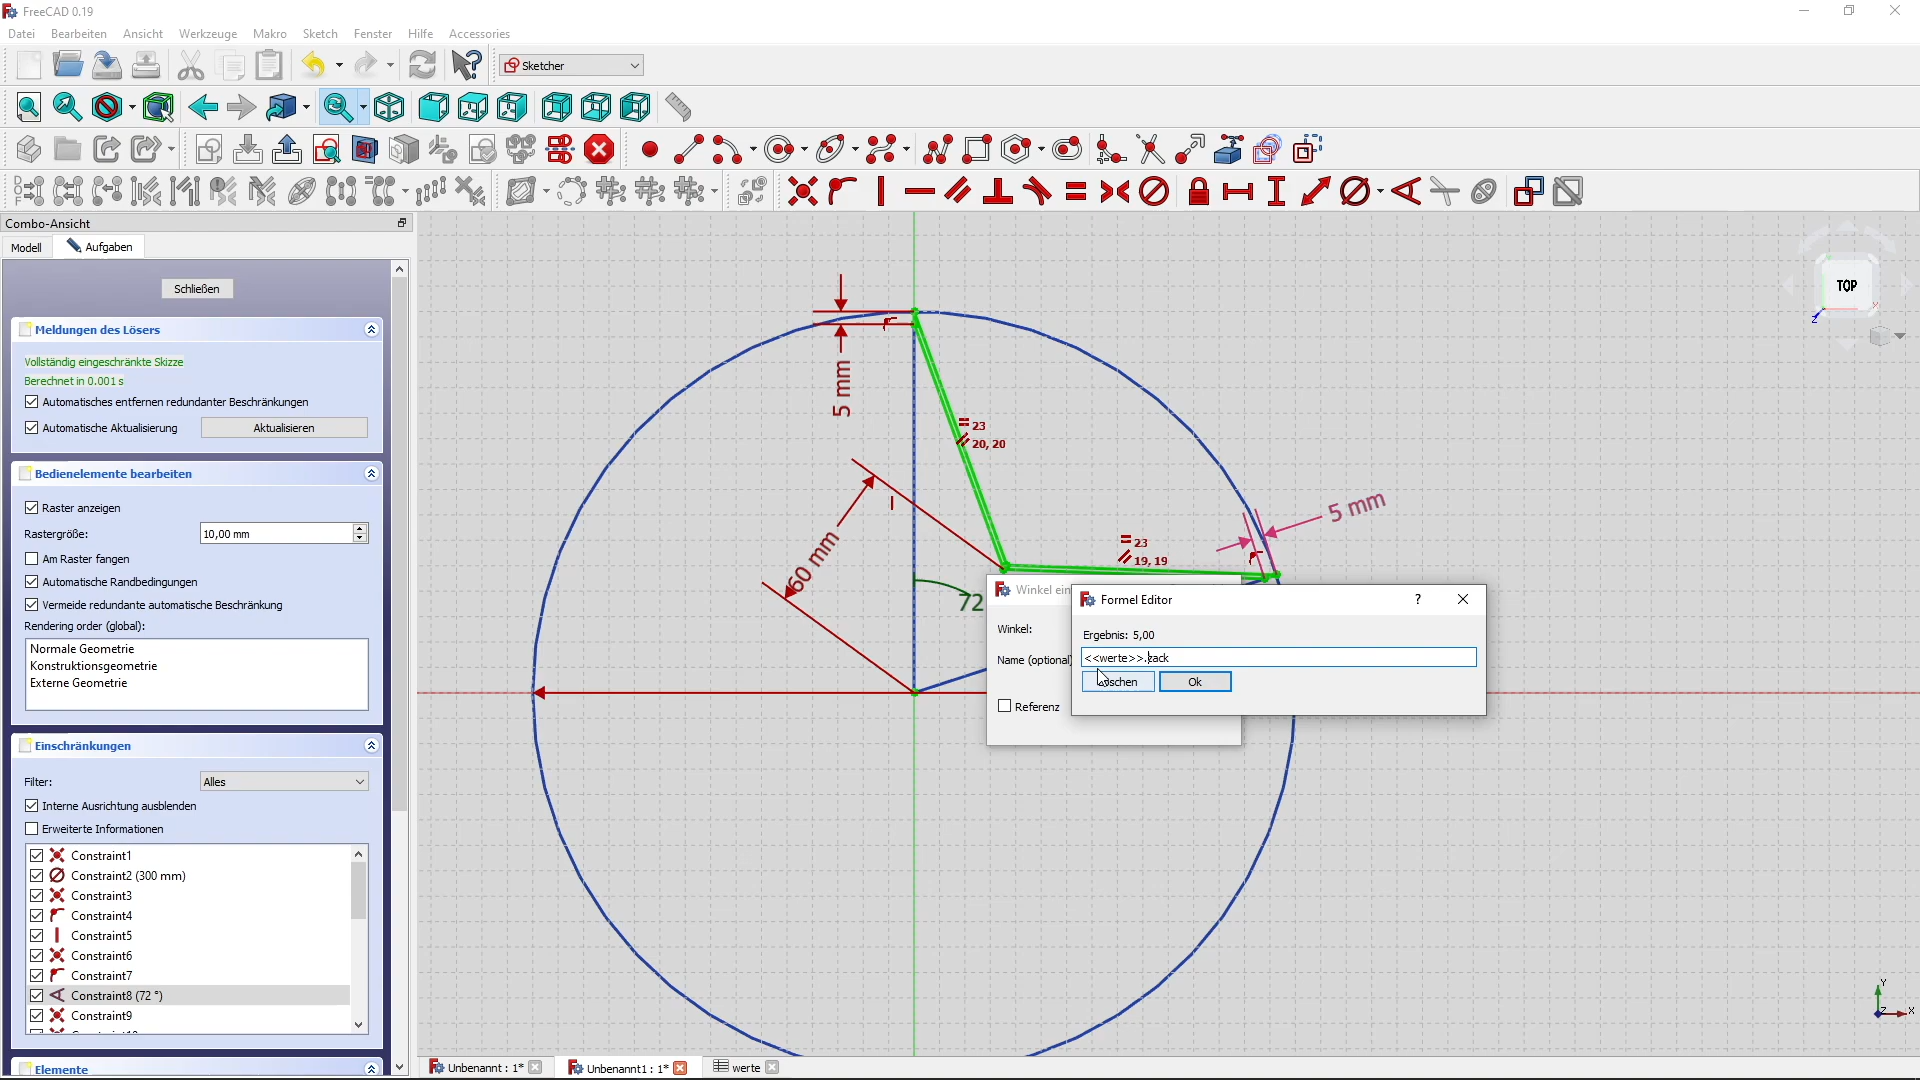 FreeCAD 0.19
Datei Bearbeiten Ansicht Werkzeuge Makro Sketch Fenster Hilfe Accessories
Sketcher
Combo-Ansicht
Modell Aufgaben
Schließen
Meldungen des Lösers
Vollständig eingeschränkte Skizze
Berechnet in 0.001 s
Automatisches entfernen redundanter Beschränkungen
Automatische Aktualisierung Aktualisieren
Bedienelemente bearbeiten
Raster anzeigen
Rastergröße: 10,00 mm
Am Raster fangen
Automatische Randbedingungen
Vermeide redundante automatische Beschränkung
Rendering order (global):
Normale Geometrie
Konstruktionsgeometrie
Externe Geometrie
Einschränkungen
Filter: Alles
Interne Ausrichtung ausblenden
Erweiterte Informationen
Constraint1
Constraint2 (300 mm)
Constraint3
Constraint4
Constraint5
Constraint6
Constraint7
Constraint8 (72 °)
Constraint9
Elemente
5 mm
23
20, 20
60 mm
72
23
19, 19
5 mm
TOP
X
Z
Winkel ein
Winkel:
Name (optional)
Referenz
Formel Editor
?
Ergebnis: 5,00
<<werte>>.zack
Ok
Y
Z
X
Unbenannt : 1* Unbenannt1 : 1* werte